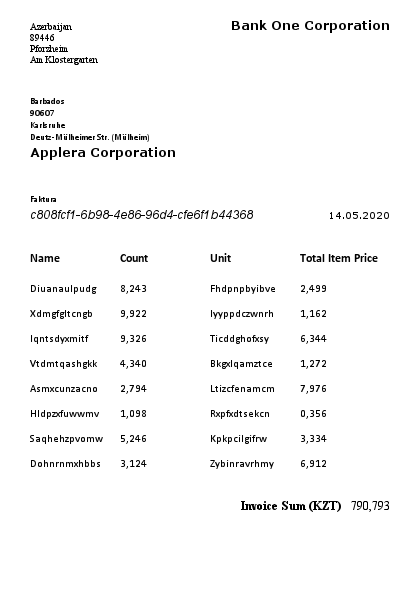 Azerbaijan
89446
Pforzheim
Am Klostergarten
Bank One Corporation
Barbados
90607
Karlsruhe
Deutz-Mülheimer Str. (Mülheim)
Applera Corporation
Faktura
c808fcf1-6b98-4e86-96d4-cfe6f1b44368 14.05.2020
Name Count Unit Total Item Price
Diuanaulpudg 8,243 Fhdpnpbyibve 2,499
Xdmgfgltcngb 9,922 Iyyppdczwnrh 1,162
Iqntsdyxmitf 9,326 Ticddghofxsy 6,344
Vtdmtqashgkk 4,340 Bkgxlqamztce 1,272
Asmxcunzacno 2,794 Ltizcfenamcm 7,976
Hldpzxfuwwmv 1,098 Rxpfxdtsekcn 0,356
Saqhehzpvomw 5,246 Kpkpcilgifrw 3,334
Dohnrnmxhbbs 3,124 Zybinravrhmy 6,912
Invoice Sum (KZT) 790,793